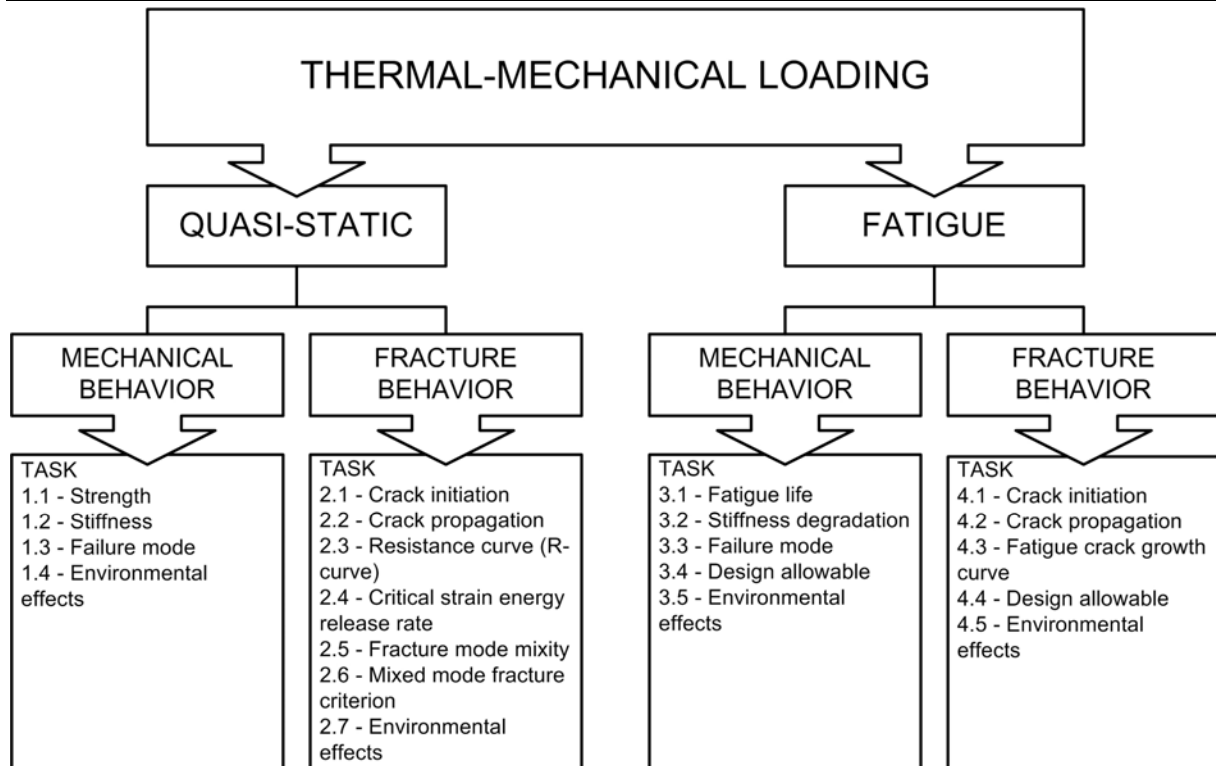 THERMAL-MECHANICAL LOADING
QUASI-STATIC
FATIGUE
MECHANICAL
BEHAVIOR
FRACTURE
BEHAVIOR
MECHANICAL
BEHAVIOR
FRACTURE
BEHAVIOR
TASK
1.1 - Strength
1.2 - Stiffness
1.3 - Failure mode
1.4 - Environmental
effects
TASK
2.1 - Crack initiation
2.2 - Crack propagation
2.3 - Resistance curve (R-
curve)
2.4 - Critical strain energy
release rate
2.5 - Fracture mode mixity
2.6 - Mixed mode fracture
criterion
2.7 - Environmental
effects
TASK
3.1 - Fatigue life
3.2 - Stiffness degradation
3.3 - Failure mode
3.4 - Design allowable
3.5 - Environmental
effects
TASK
4.1 - Crack initiation
4.2 - Crack propagation
4.3 - Fatigue crack growth
curve
4.4 - Design allowable
4.5 - Environmental
effects